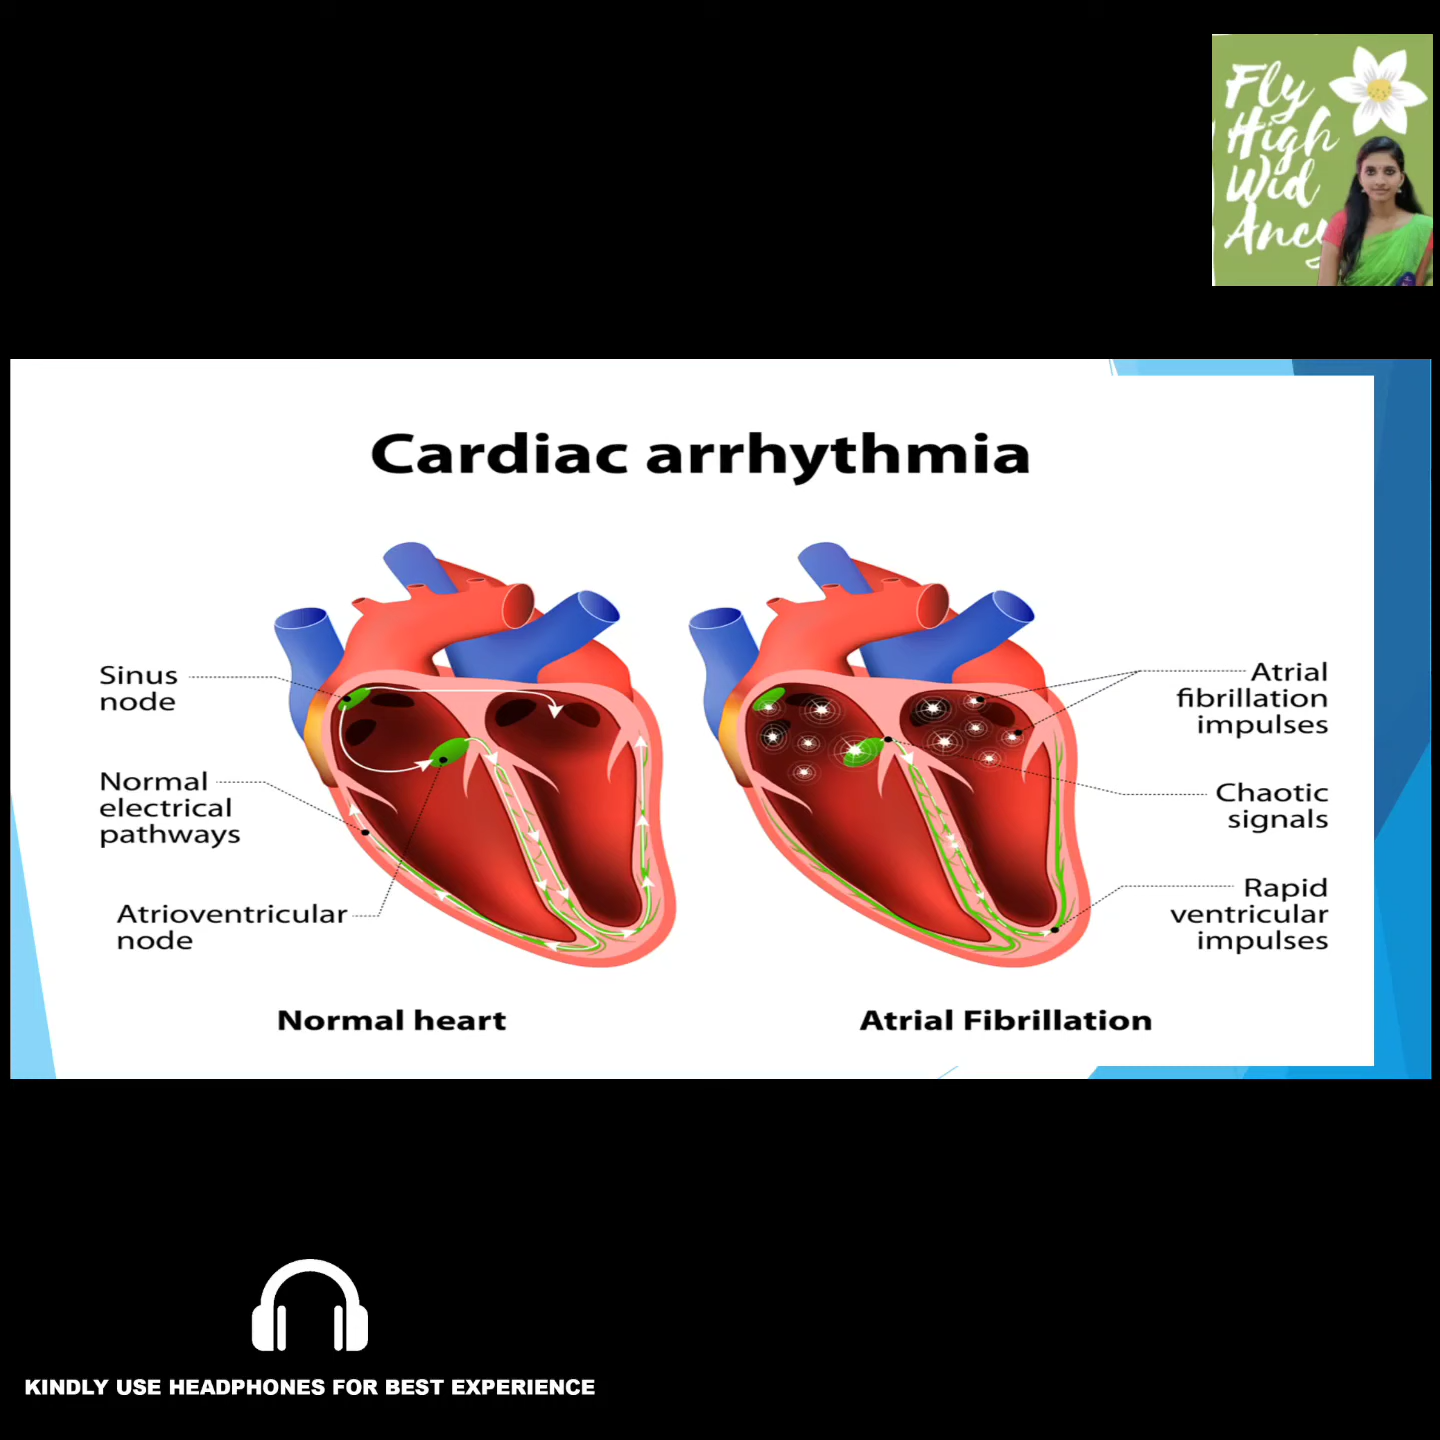 Fly
High
Wid
Ancy
Cardiac arrhythmia
Sinus
node
Normal
electrical
pathways
Atrioventricular
node
Atrial
fibrillation
impulses
Chaotic
signals
Rapid
ventricular
impulses
Normal heart
Atrial Fibrillation
KINDLY USE HEADPHONES FOR BEST EXPERIENCE